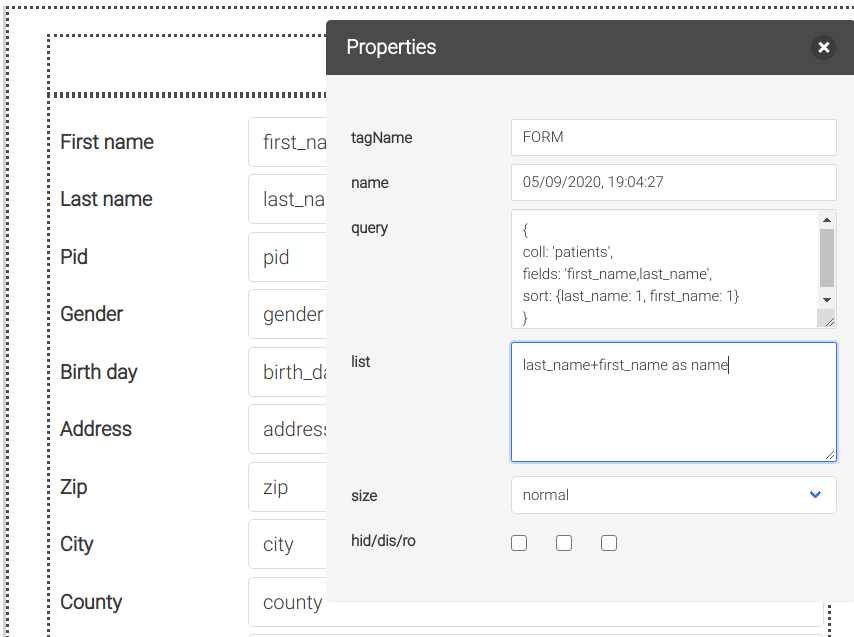 Properties
tagName FORM
name 05/09/2020, 19:04:27
query {
coll: 'patients',
fields: 'first_name,last_name',
sort: {last_name: 1, first_name: 1}
}
list last_name+first_name as name
size normal
hid/dis/ro
First name first_na
Last name last_na
Pid pid
Gender gender
Birth day birth_da
Address address
Zip zip
City city
County county